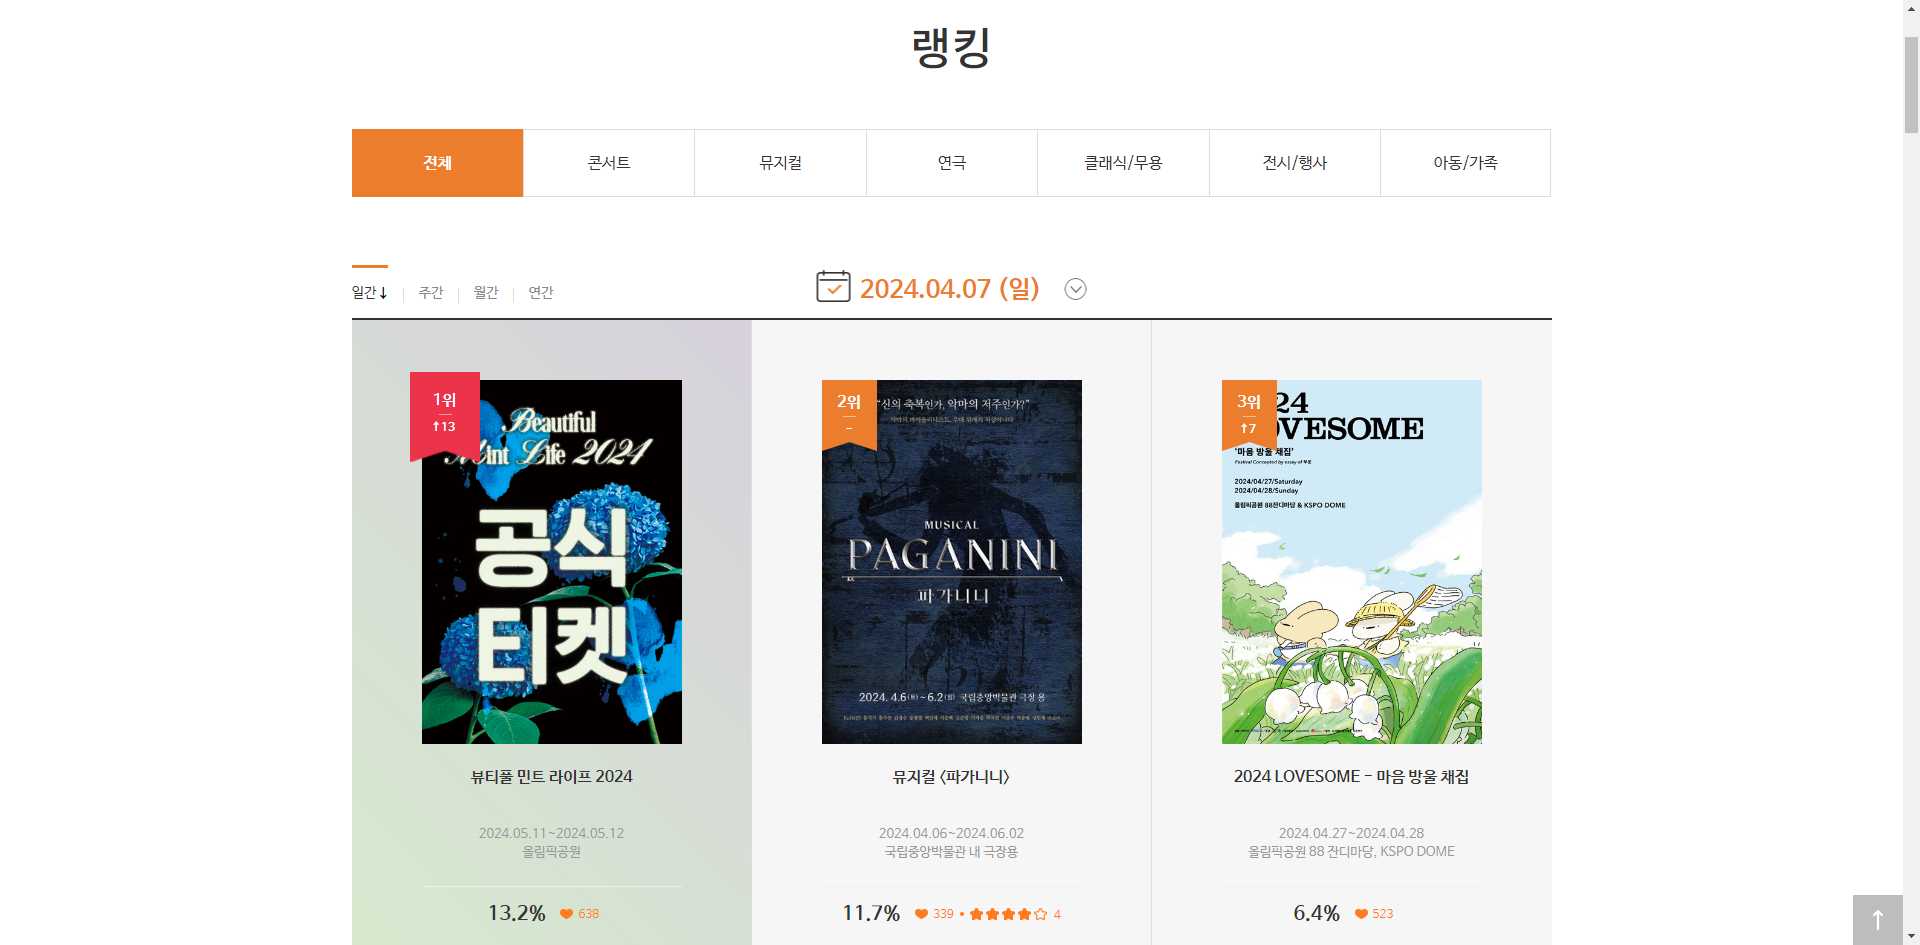 랭킹
전체
콘서트
뮤지컬
연극
클래식/무용
전시/행사
아동/가족
일간↓
주간
월간
연간
2024.04.07 (일)
1위
↑13
Beautiful
Mint Life 2024
공식
티켓
뷰티풀 민트 라이프 2024
2024.05.11~2024.05.12
올림픽공원
13.2%
638
2위
-
"신의 축복인가, 악마의 저주인가?"
MUSICAL
PAGANINI
파가니니
2024. 4.6(토)~6.2(일) 국립중앙박물관 극장 용
뮤지컬 〈파가니니〉
2024.04.06~2024.06.02
국립중앙박물관 내 극장용
11.7%
339
4
3위
↑7
24
OVESOME
'마음 방울 채집'
2024/04/27/Saturday
2024/04/28/Sunday
올림픽공원 88잔디마당 & KSPO DOME
2024 LOVESOME - 마음 방울 채집
2024.04.27~2024.04.28
올림픽공원 88 잔디마당, KSPO DOME
6.4%
523